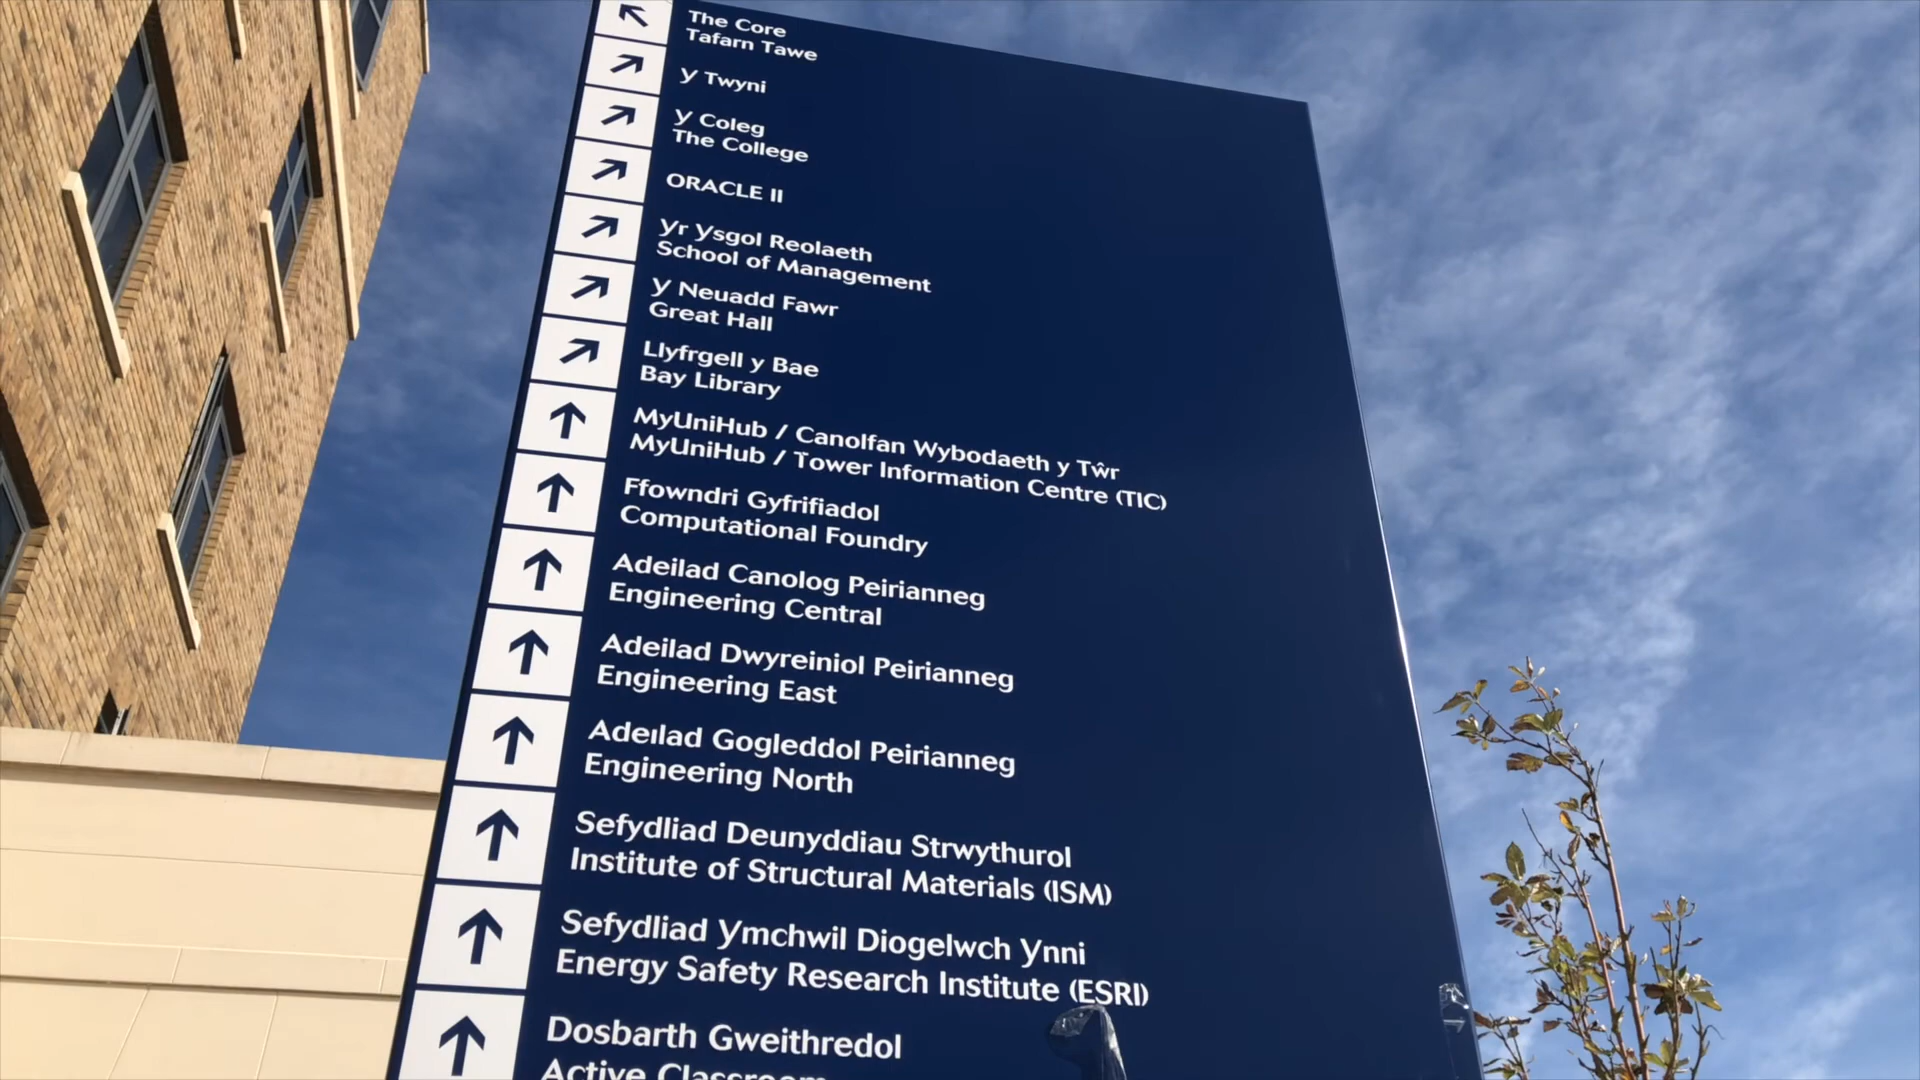 The Core
Tafarn Tawe
y Twyni
y Coleg
The College
ORACLE II
yr ysgol Reolaeth
School of Management
y Neuadd Fawr
Great Hall
Llyfrgell y Bae
Bay Library
MyUniHub / Canolfan Wybodaeth y Tŵr
MyUniHub / Tower Information Centre (TIC)
Ffowndri Gyfrifiadol
Computational Foundry
Adeilad Canolog Peirianneg
Engineering Central
Adeilad Dwyreiniol Peirianneg
Engineering East
Adeilad Gogleddol Peirianneg
Engineering North
Sefydliad Deunyddiau Strwythurol
Institute of Structural Materials (ISM)
Sefydliad ymchwil Diogelwch ynni
Energy Safety Research Institute (ESRI)
Dosbarth Gweithredol
Active Classroom